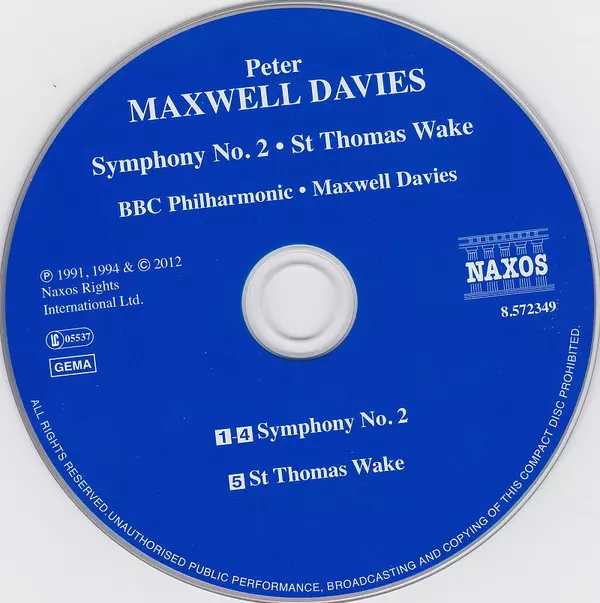 Peter
MAXWELL DAVIES
Symphony No. 2 • St Thomas Wake
BBC Philharmonic • Maxwell Davies
℗ 1991, 1994 & © 2012
Naxos Rights
International Ltd.
LC 05537
GEMA
NAXOS
8.572349
1-4 Symphony No. 2
5 St Thomas Wake
ALL RIGHTS RESERVED.UNAUTHORISED PUBLIC PERFORMANCE, BROADCASTING AND COPYING OF THIS COMPACT DISC PROHIBITED.